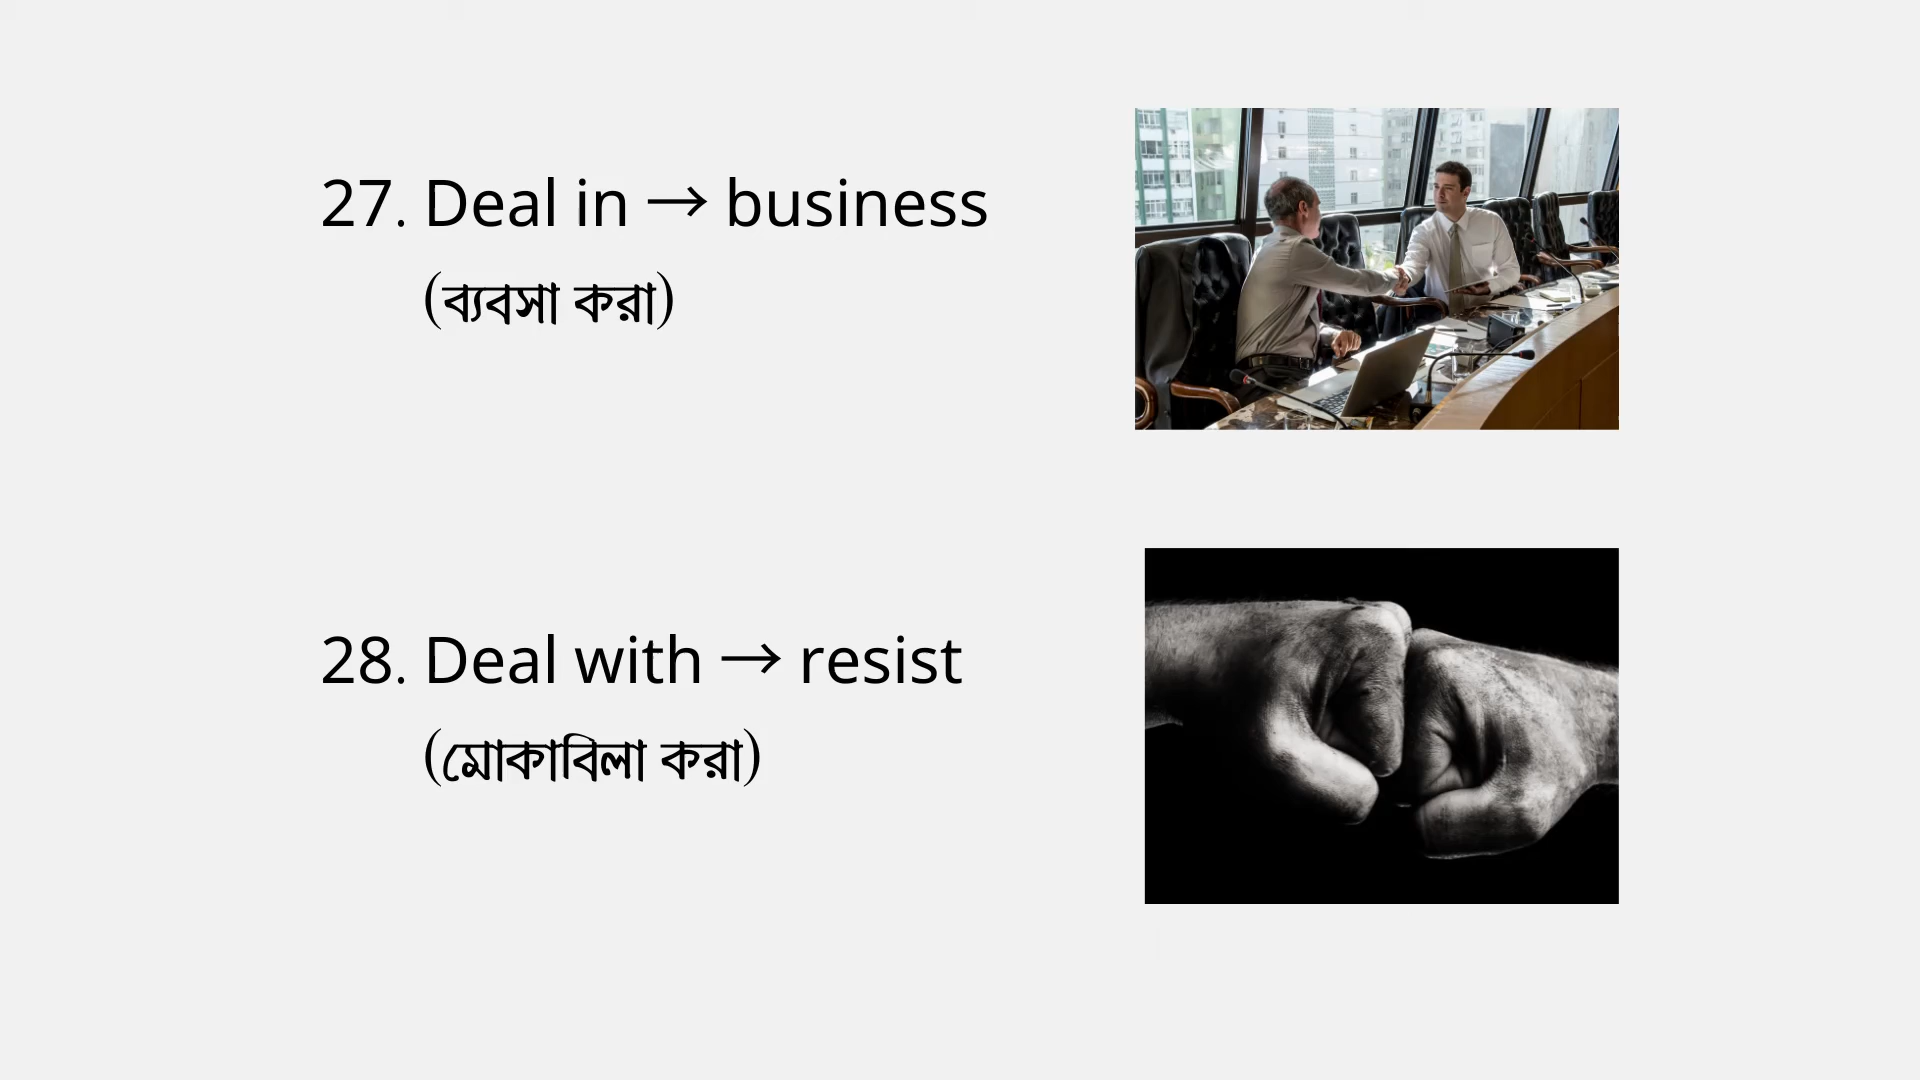 27. Deal in → business
(ব্যবসা করা)
28. Deal with → resist
(মোকাবিলা করা)